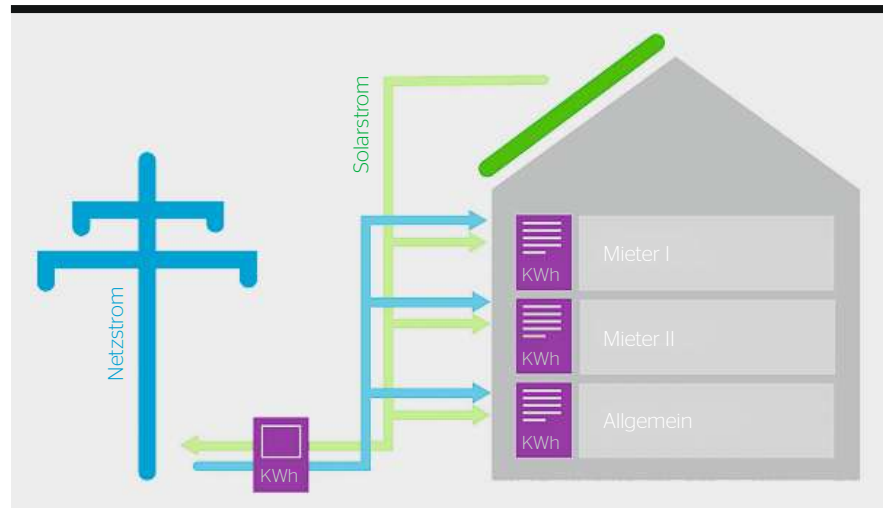 Solarstrom
Netzstrom
KWh
Mieter I
KWh
Mieter II
KWh
Allgemein
KWh